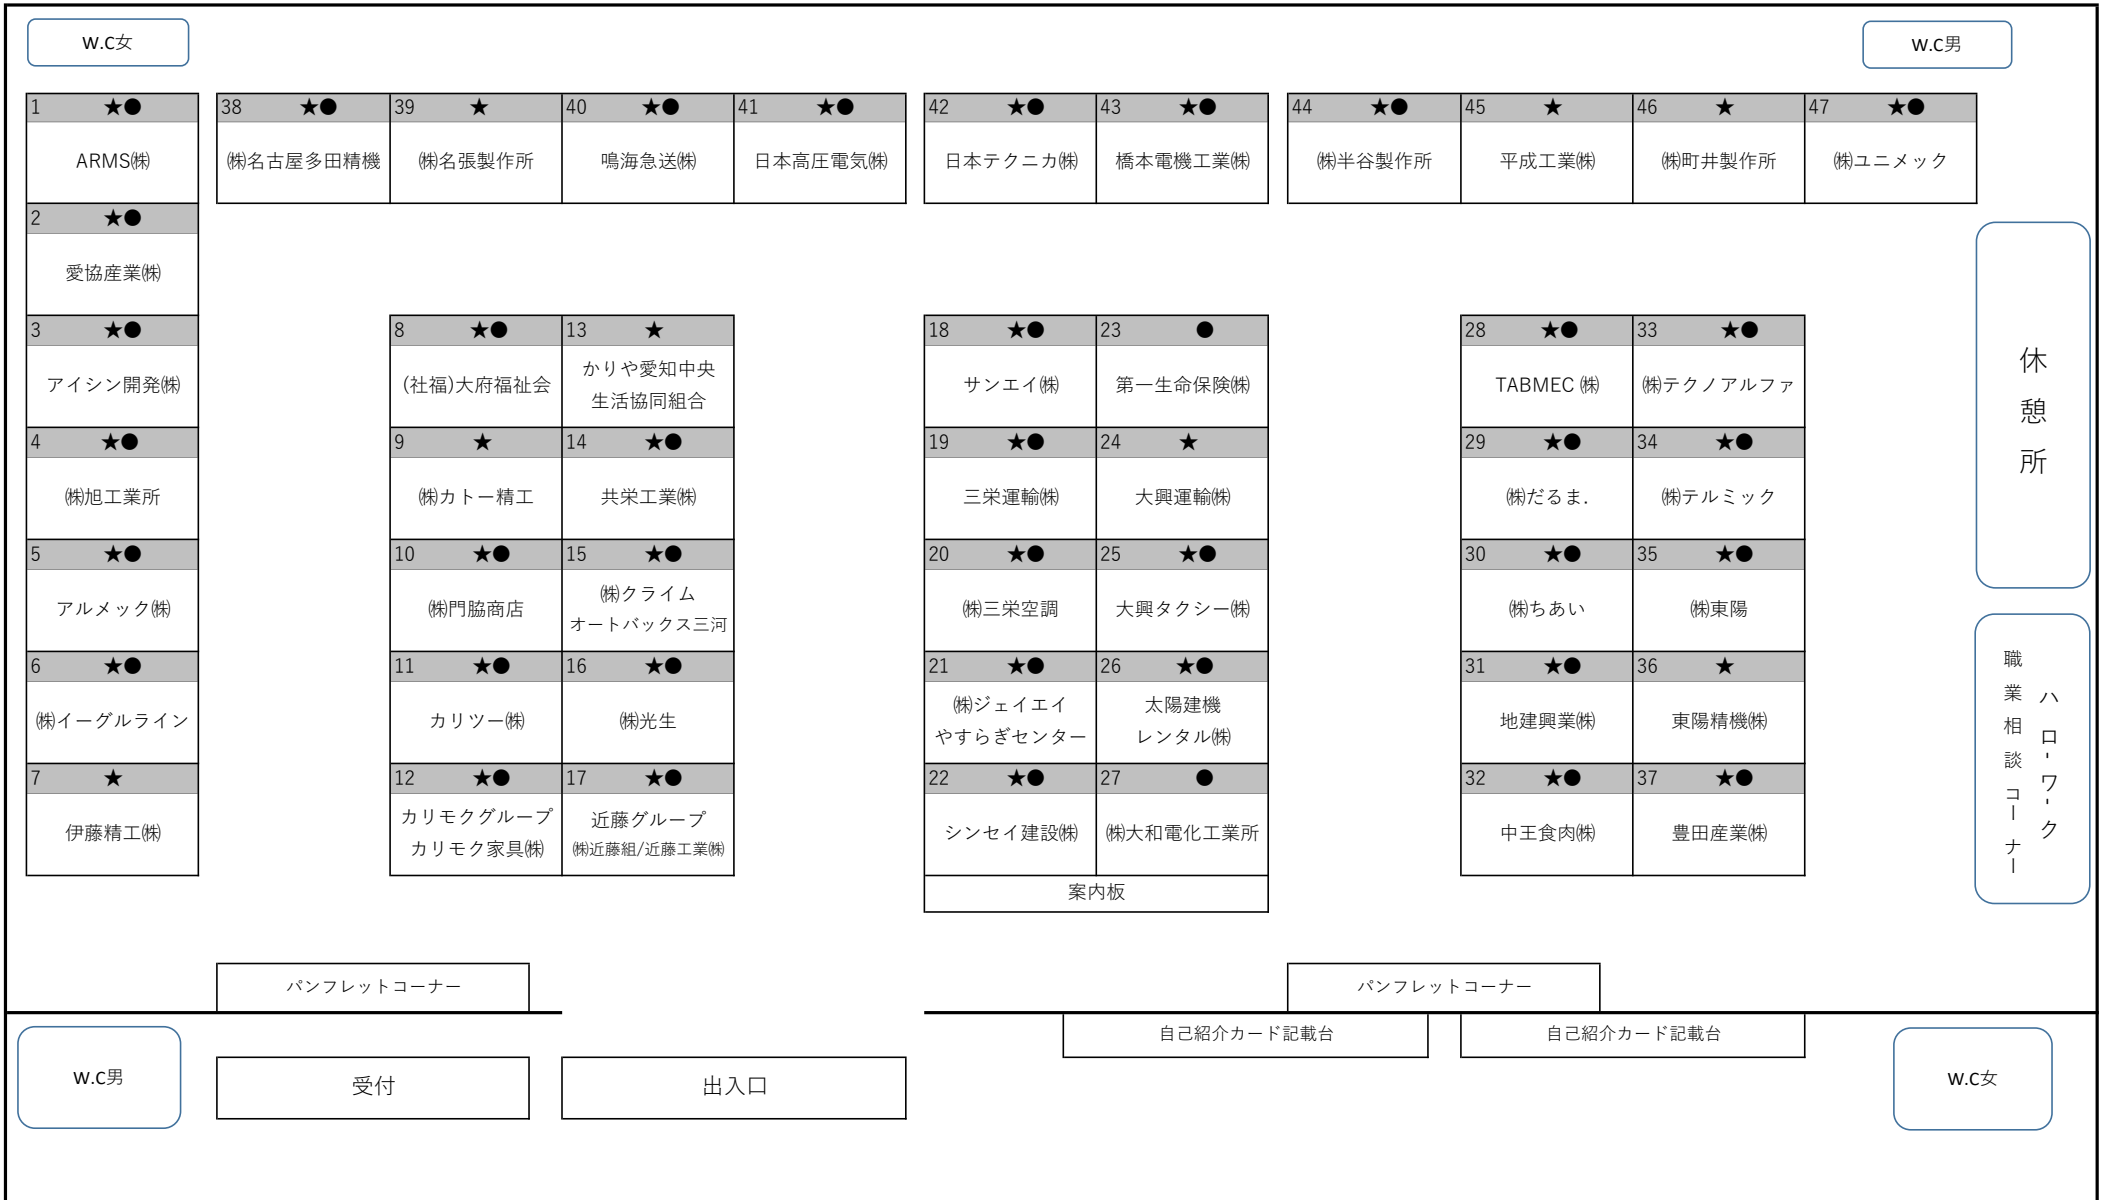 w.c女
w.c男
1 ★●
ARMS㈱
38 ★●
㈱名古屋多田精機
39 ★
㈱名張製作所
40 ★●
鳴海急送㈱
41 ★●
日本高圧電気㈱
42 ★●
日本テクニカ㈱
43 ★●
橋本電機工業㈱
44 ★●
㈱半谷製作所
45 ★
平成工業㈱
46 ★
㈱町井製作所
47 ★●
㈱ユニメック
2 ★●
愛協産業㈱
3 ★●
アイシン開発㈱
4 ★●
㈱旭工業所
5 ★●
アルメック㈱
6 ★●
㈱イーグルライン
7 ★
伊藤精工㈱
8 ★●
(社福)大府福祉会
13 ★
かりや愛知中央
生活協同組合
9 ★
㈱カトー精工
14 ★●
共栄工業㈱
10 ★●
㈱門脇商店
15 ★●
㈱クライム
オートバックス三河
11 ★●
カリツー㈱
16 ★●
㈱光生
12 ★●
カリモクグループ
カリモク家具㈱
17 ★●
近藤グループ
㈱近藤組/近藤工業㈱
18 ★●
サンエイ㈱
23 ●
第一生命保険㈱
19 ★●
三栄運輸㈱
24 ★
大興運輸㈱
20 ★●
㈱三栄空調
25 ★●
大興タクシー㈱
21 ★●
㈱ジェイエイ
やすらぎセンター
26 ★●
太陽建機
レンタル㈱
22 ★●
シンセイ建設㈱
27 ●
㈱大和電化工業所
案内板
28 ★●
TABMEC ㈱
33 ★●
㈱テクノアルファ
29 ★●
㈱だるま.
34 ★●
㈱テルミック
30 ★●
㈱ちあい
35 ★●
㈱東陽
31 ★●
地建興業㈱
36 ★
東陽精機㈱
32 ★●
中王食肉㈱
37 ★●
豊田産業㈱
休憩所
ハローワーク
職業相談コーナー
パンフレットコーナー
パンフレットコーナー
自己紹介カード記載台
自己紹介カード記載台
w.c男
受付
出入口
w.c女